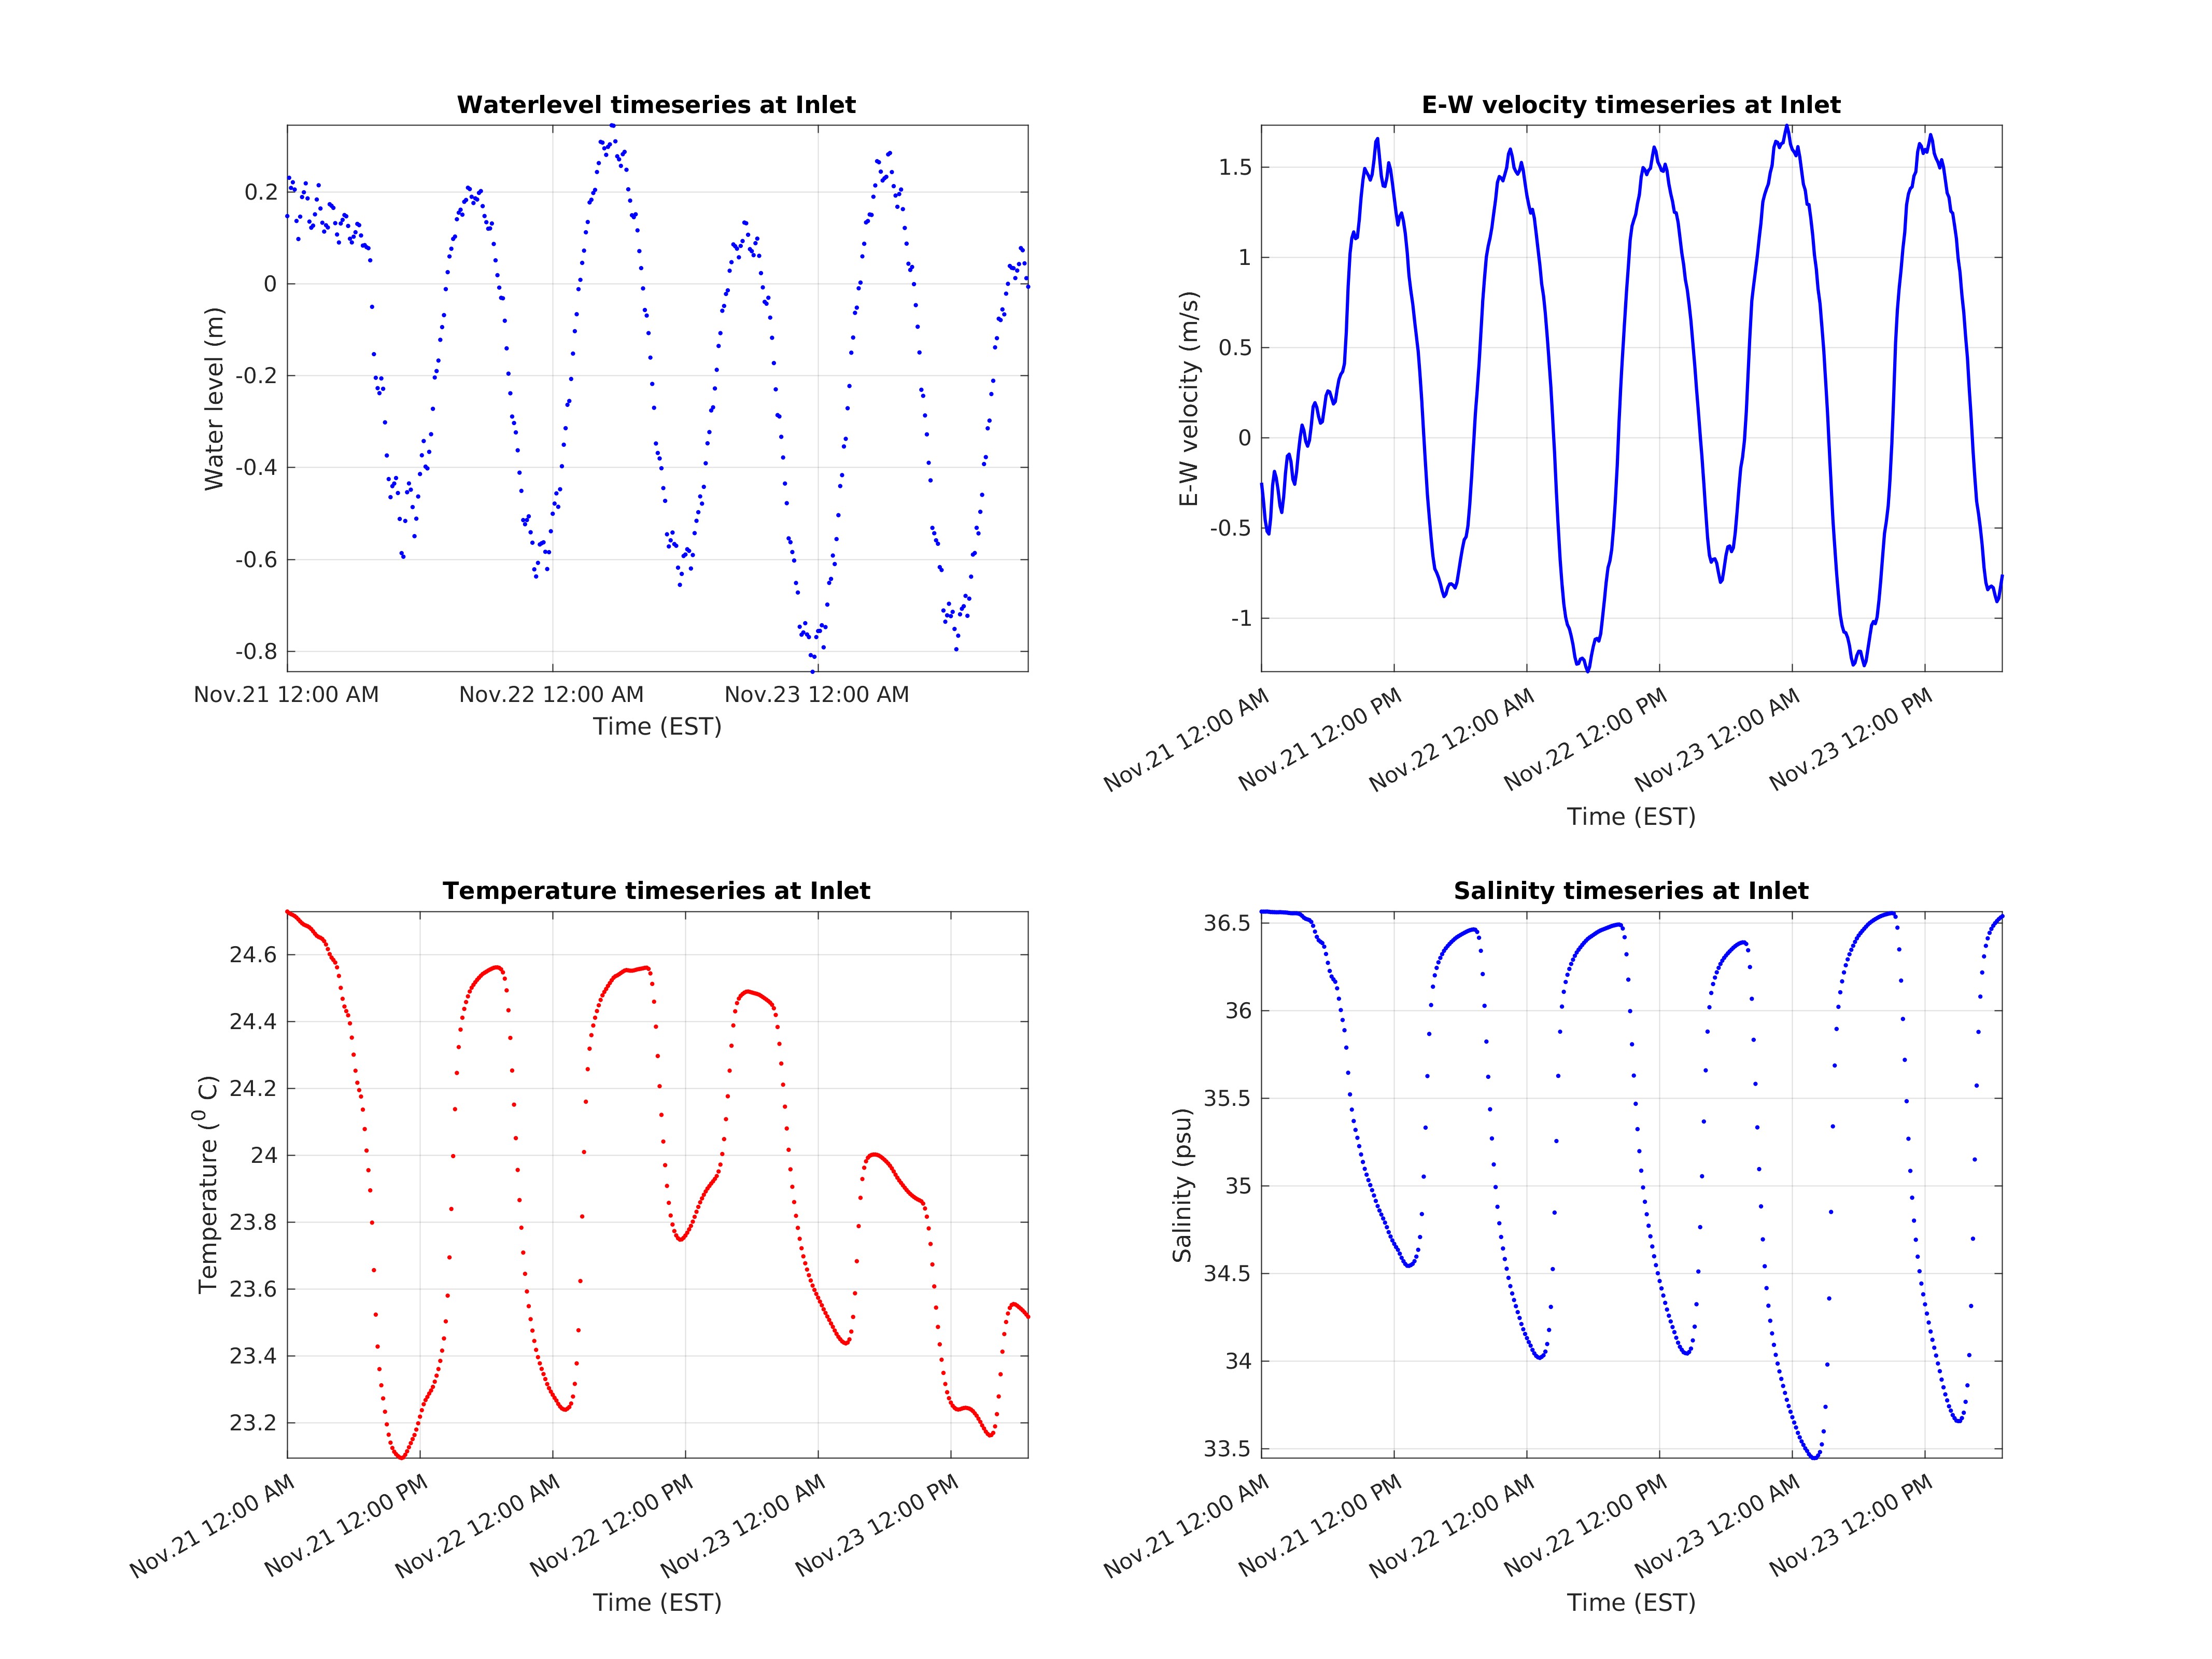 Waterlevel timeseries at Inlet
0.2
0
-0.2
-0.4
-0.6
-0.8
Water level (m)
Nov.21 12:00 AM
Nov.22 12:00 AM
Nov.23 12:00 AM
Time (EST)
E-W velocity timeseries at Inlet
1.5
1
0.5
0
-0.5
-1
E-W velocity (m/s)
Nov.21 12:00 AM
Nov.21 12:00 PM
Nov.22 12:00 AM
Nov.22 12:00 PM
Nov.23 12:00 AM
Nov.23 12:00 PM
Time (EST)
Temperature timeseries at Inlet
24.6
24.4
24.2
24
23.8
23.6
23.4
23.2
Temperature (⁰ C)
Nov.21 12:00 AM
Nov.21 12:00 PM
Nov.22 12:00 AM
Nov.22 12:00 PM
Nov.23 12:00 AM
Nov.23 12:00 PM
Time (EST)
Salinity timeseries at Inlet
36.5
36
35.5
35
34.5
34
33.5
Salinity (psu)
Nov.21 12:00 AM
Nov.21 12:00 PM
Nov.22 12:00 AM
Nov.22 12:00 PM
Nov.23 12:00 AM
Nov.23 12:00 PM
Time (EST)